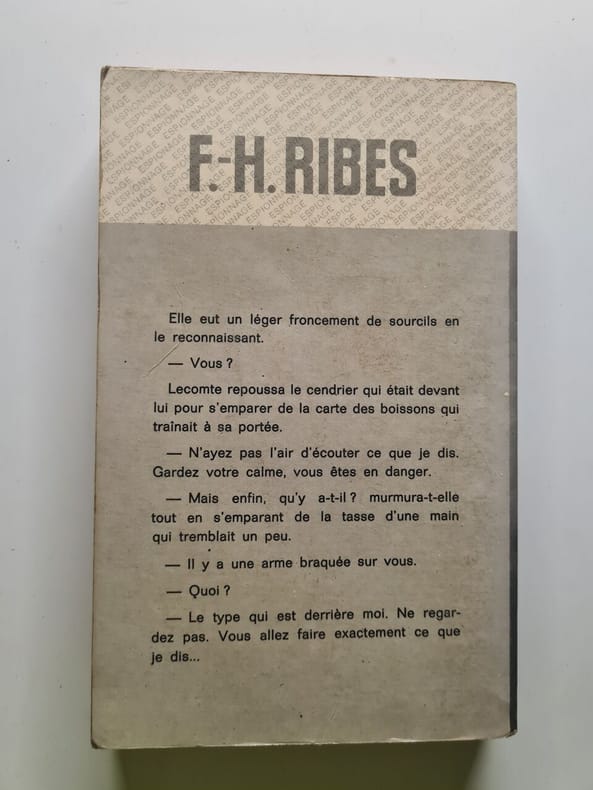 F.-H. RIBES
Elle eut un léger froncement de sourcils en
le reconnaissant.
— Vous ?
Lecomte repoussa le cendrier qui était devant
lui pour s'emparer de la carte des boissons qui
traînait à sa portée.
— N'ayez pas l'air d'écouter ce que je dis.
Gardez votre calme, vous êtes en danger.
— Mais enfin, qu'y a-t-il ? murmura-t-elle
tout en s'emparant de la tasse d'une main
qui tremblait un peu.
— Il y a une arme braquée sur vous.
— Quoi ?
— Le type qui est derrière moi. Ne regar-
dez pas. Vous allez faire exactement ce que
je dis...